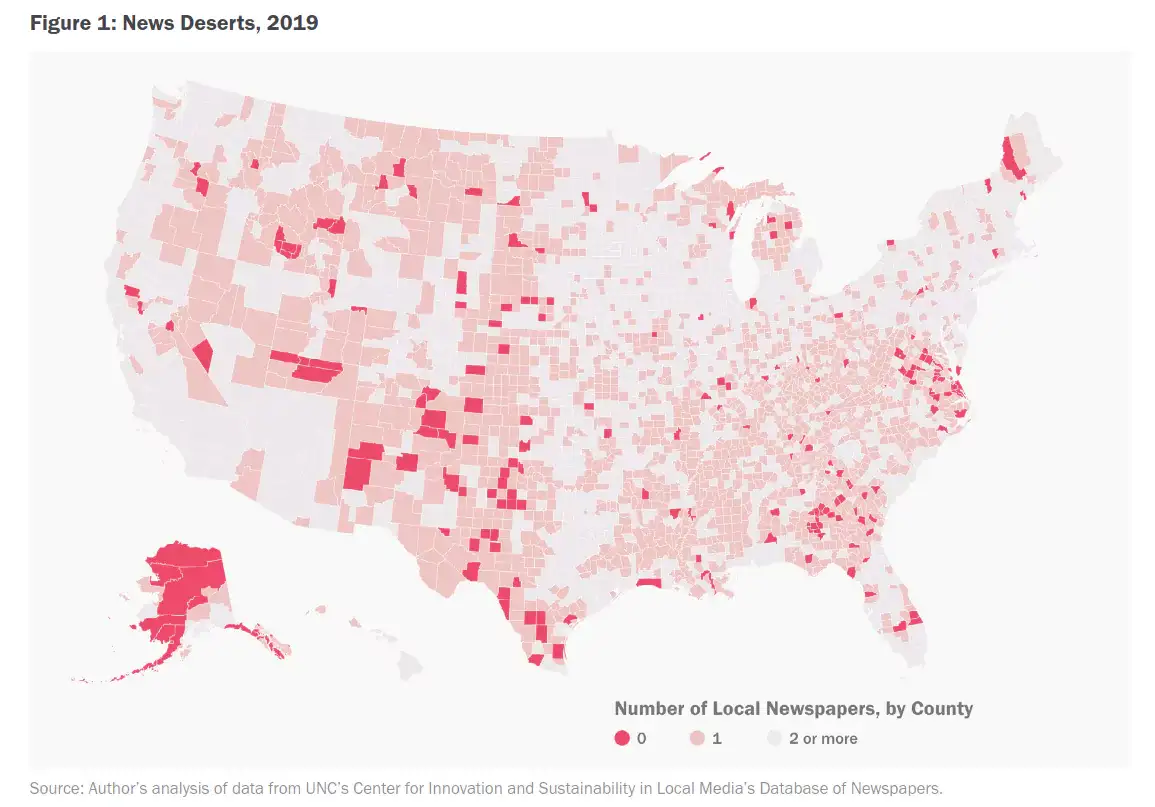 Figure 1: News Deserts, 2019
Number of Local Newspapers, by County
0 1 2 or more
Source: Author's analysis of data from UNC's Center for Innovation and Sustainability in Local Media's Database of Newspapers.